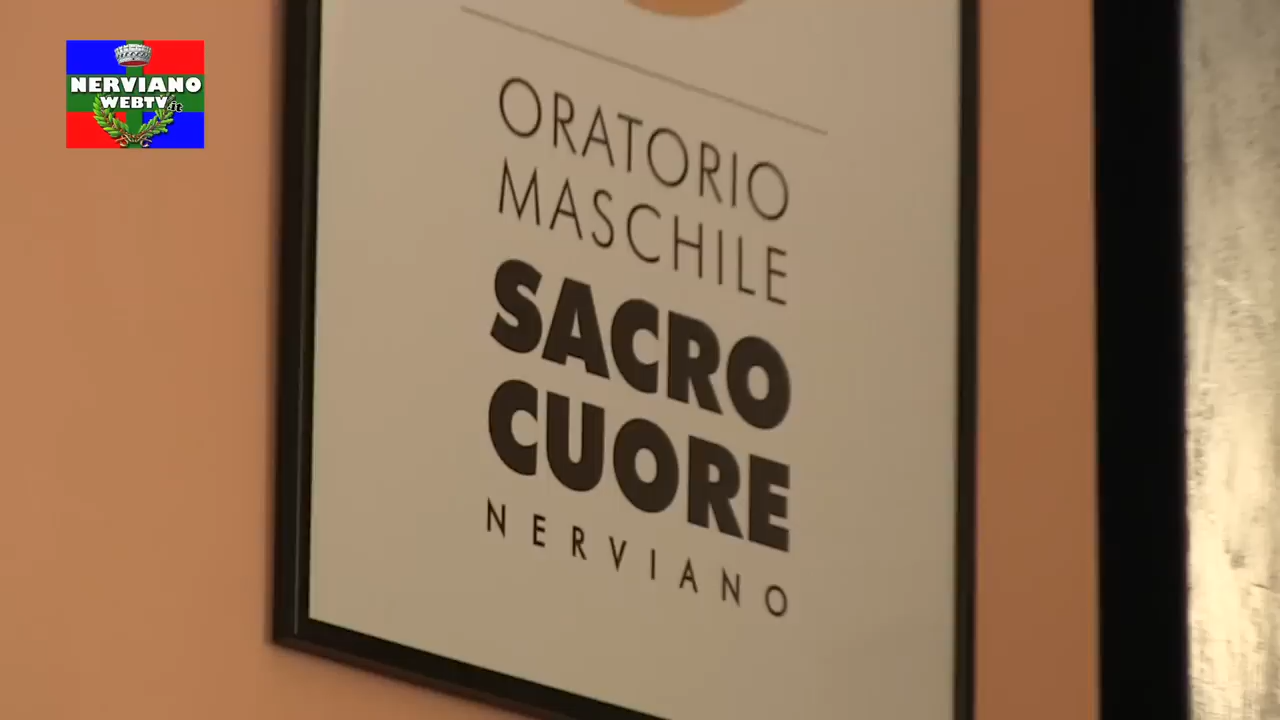 NERVIANO
WEBTV.it
ORATORIO
MASCHILE
SACRO
CUORE
NERVIANO